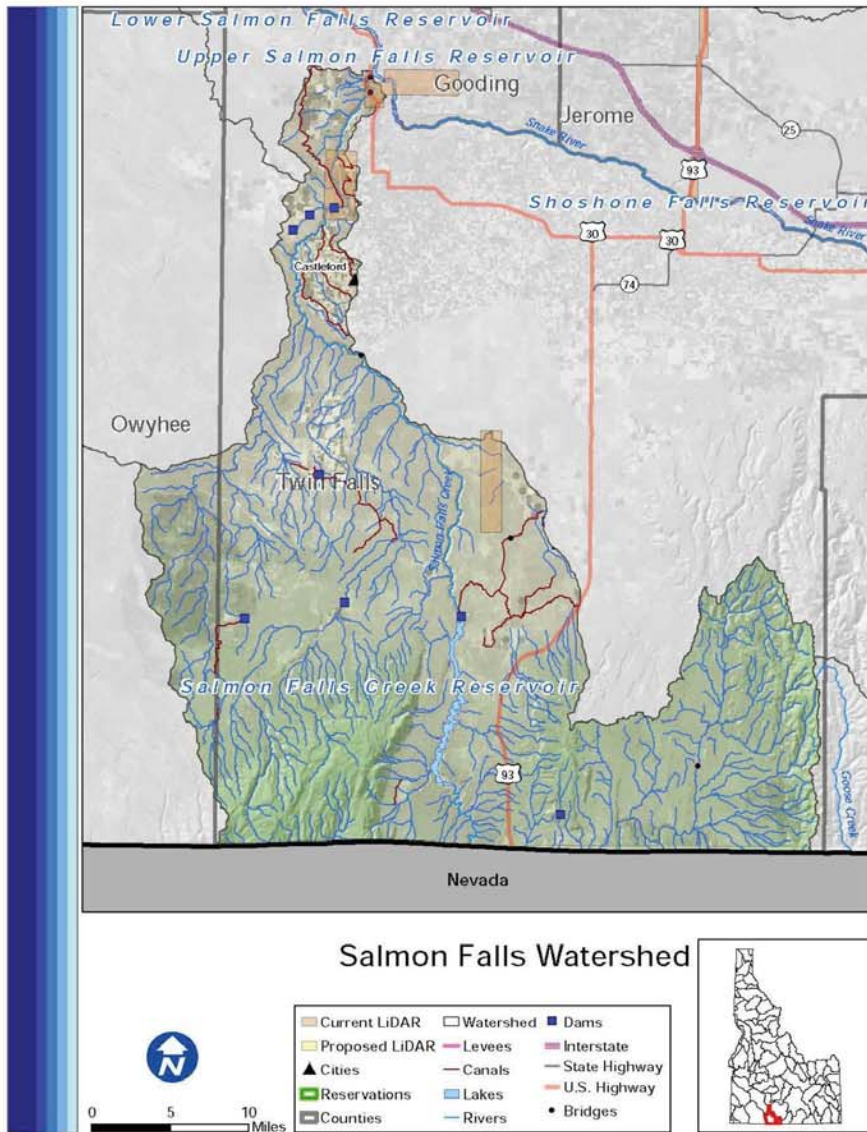 Lower Salmon Falls Reservoir
Upper Salmon Falls Reservoir
Gooding
Jerome
Snake River
25
93
Shoshone Falls Reservoir
Snake River
30
30
74
Castleford
Owyhee
Twin Falls
Salmon Falls Creek
Salmon Falls Creek Reservoir
93
Goose Creek
Nevada
Salmon Falls Watershed
N
0 5 10
Miles
Current LiDAR
Proposed LiDAR
Cities
Reservations
Counties
Watershed
Levees
Canals
Lakes
Rivers
Dams
Interstate
State Highway
U.S. Highway
Bridges